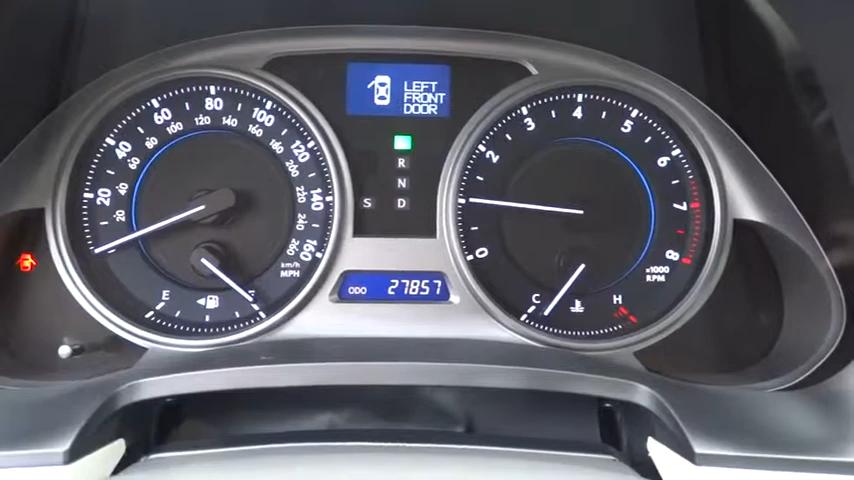 LEFT
FRONT
DOOR
P
R
N
S D
20 40 60 80 100 120 140 160
20 40 60 80 100 120 140 160 180 200 220 240 260
km/h
MPH
E F
ODO 27857
0 1 2 3 4 5 6 7 8
x1000
RPM
C H